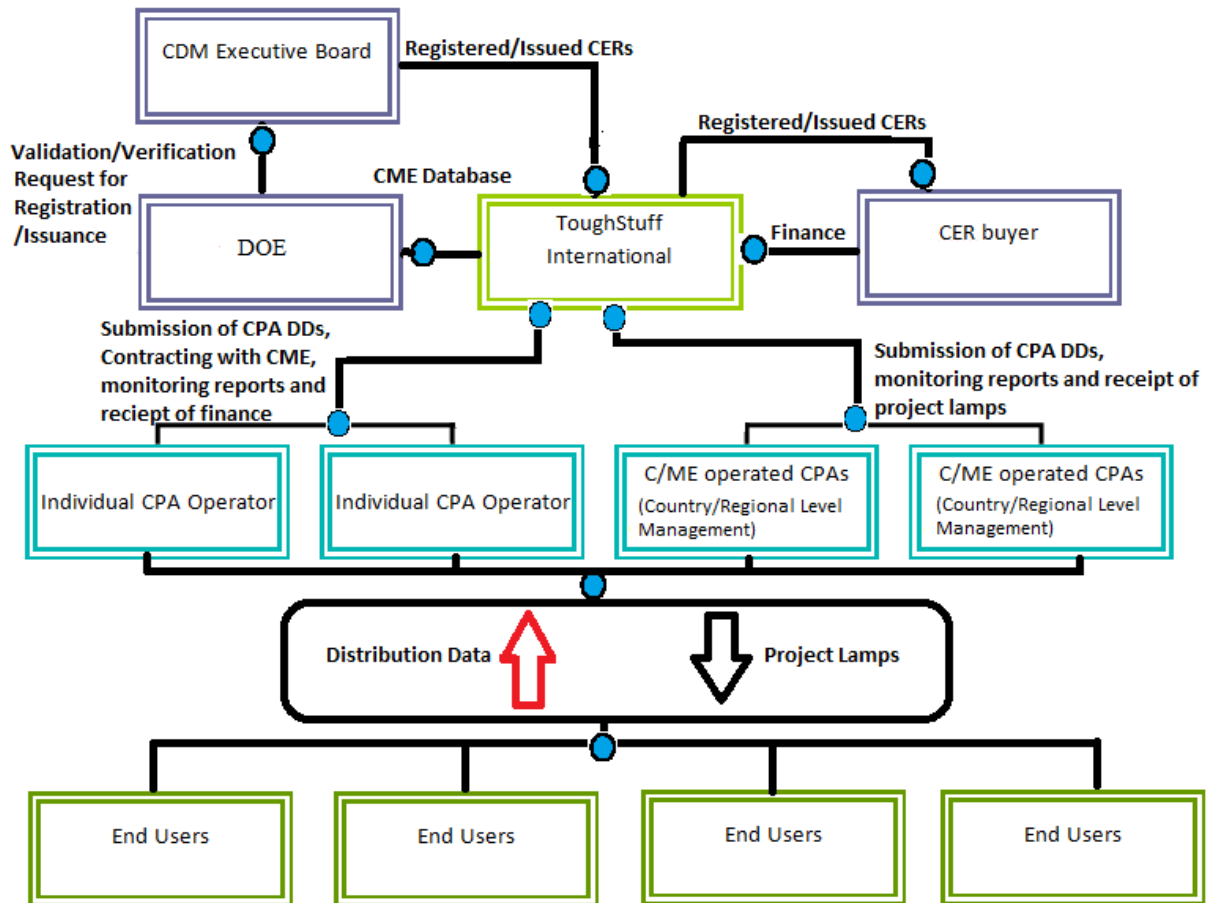 CDM Executive Board
Registered/Issued CERs
Registered/Issued CERs
Validation/Verification
Request for
Registration
/Issuance
CME Database
DOE
ToughStuff
International
Finance
CER buyer
Submission of CPA DDs,
Contracting with CME,
monitoring reports and
reciept of finance
Submission of CPA DDs,
monitoring reports and receipt of
project lamps
Individual CPA Operator
Individual CPA Operator
C/ME operated CPAs
(Country/Regional Level
Management)
C/ME operated CPAs
(Country/Regional Level
Management)
Distribution Data
Project Lamps
End Users
End Users
End Users
End Users